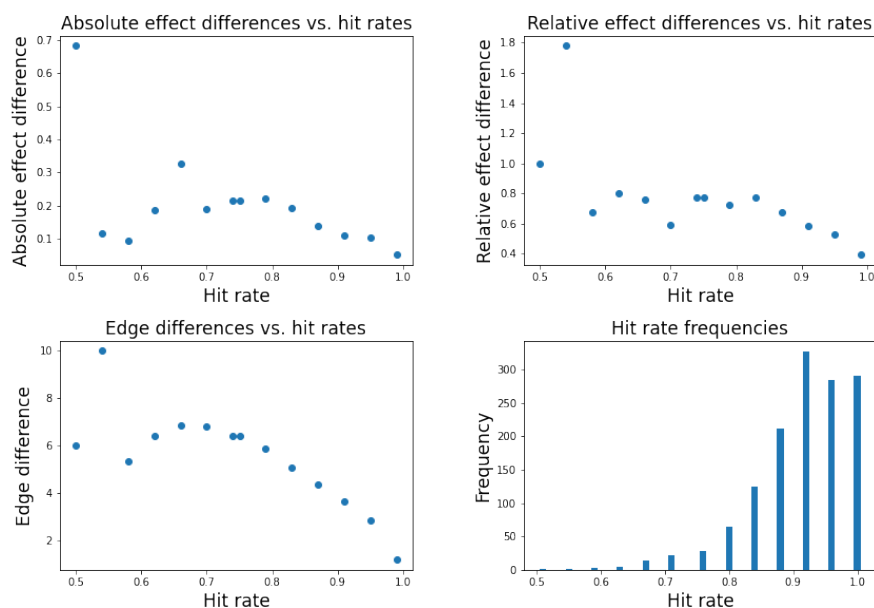 Absolute effect differences vs. hit rates
Absolute effect difference
0.7
0.6
0.5
0.4
0.3
0.2
0.1
0.5 0.6 0.7 0.8 0.9 1.0
Hit rate
Relative effect differences vs. hit rates
Relative effect difference
1.8
1.6
1.4
1.2
1.0
0.8
0.6
0.4
0.5 0.6 0.7 0.8 0.9 1.0
Hit rate
Edge differences vs. hit rates
Edge difference
10
8
6
4
2
0.5 0.6 0.7 0.8 0.9 1.0
Hit rate
Hit rate frequencies
Frequency
300
250
200
150
100
50
0
0.5 0.6 0.7 0.8 0.9 1.0
Hit rate